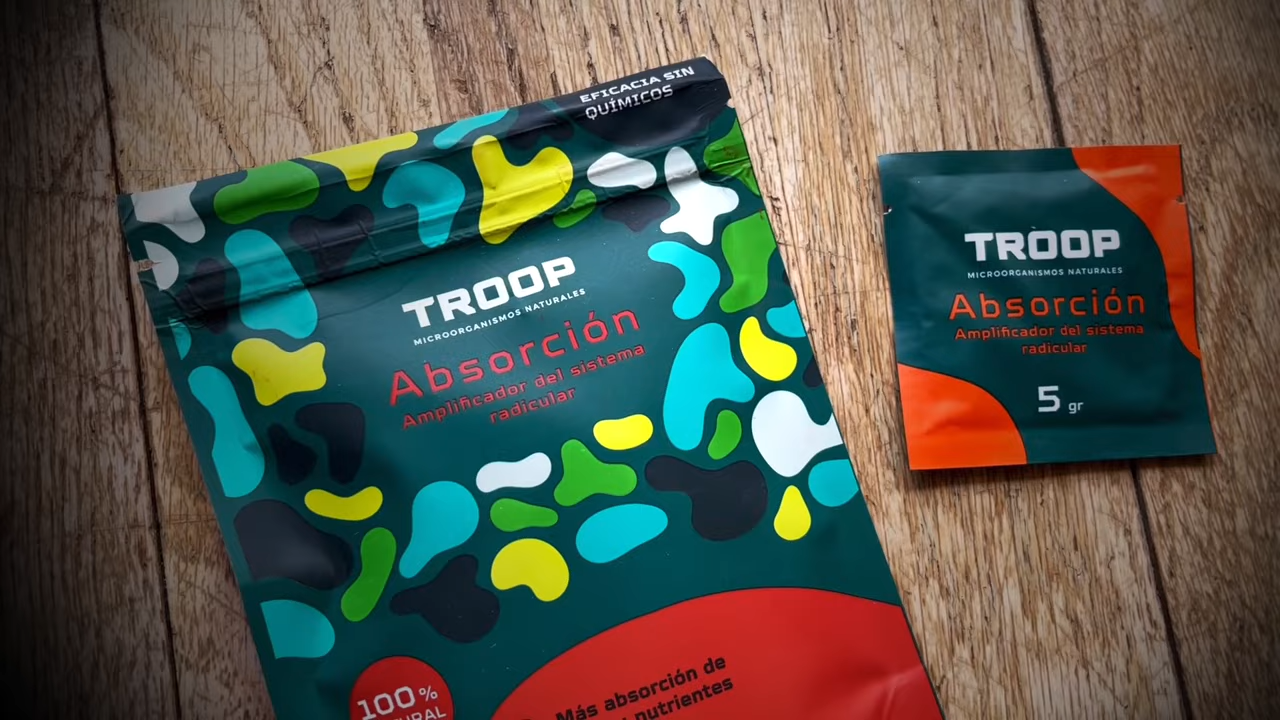 EFICACIA SIN
QUÍMICOS
TROOP
MICROORGANISMOS NATURALES
Absorción
Amplificador del sistema
radicular
100%
Más absorción de
nutrientes
TROOP
MICROORGANISMOS NATURALES
Absorción
Amplificador del sistema
radicular
5 gr